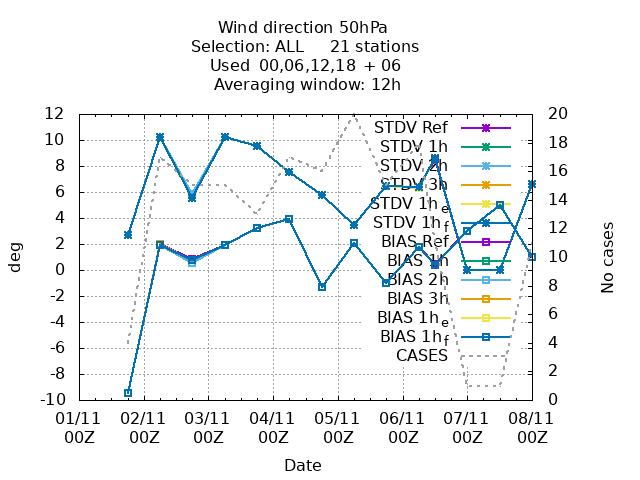 Wind direction 50hPa
Selection: ALL 21 stations
Used 00,06,12,18 + 06
Averaging window: 12h
12
10
8
6
4
2
0
-2
-4
-6
-8
-10
deg
STDV Ref
STDV 1h
STDV 2h
STDV 3h
STDV 1he
STDV 1hf
BIAS Ref
BIAS 1h
BIAS 2h
BIAS 3h
BIAS 1he
BIAS 1hf
CASES
20
18
16
14
12
10
8
6
4
2
0
No cases
01/11 02/11 03/11 04/11 05/11 06/11 07/11 08/11
00Z 00Z 00Z 00Z 00Z 00Z 00Z 00Z
Date